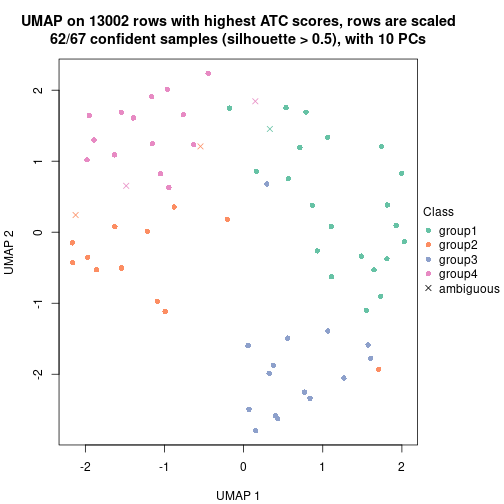 UMAP on 13002 rows with highest ATC scores, rows are scaled
62/67 confident samples (silhouette > 0.5), with 10 PCs
2
1
0
-1
-2
UMAP 2
-2
-1
0
1
2
UMAP 1
Class
group1
group2
group3
group4
ambiguous